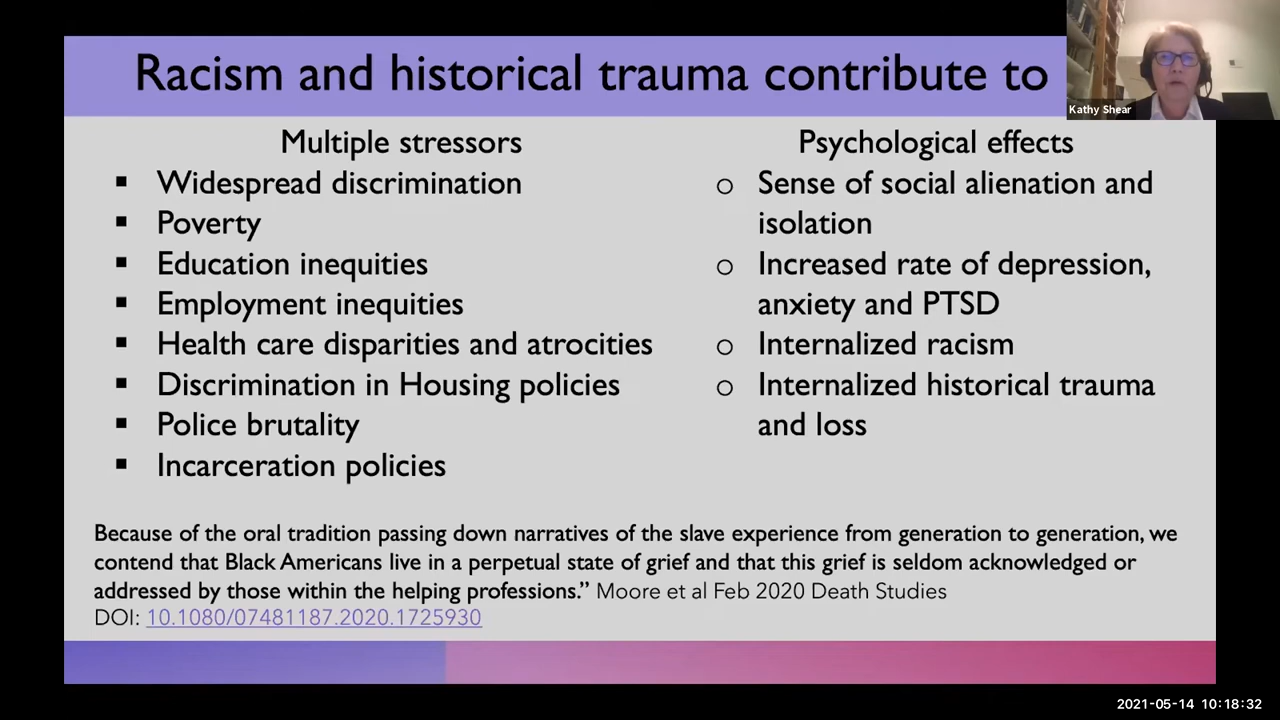 Racism and historical trauma contribute to
Kathy Shear
Multiple stressors
▪ Widespread discrimination
▪ Poverty
▪ Education inequities
▪ Employment inequities
▪ Health care disparities and atrocities
▪ Discrimination in Housing policies
▪ Police brutality
▪ Incarceration policies
Psychological effects
o Sense of social alienation and
isolation
o Increased rate of depression,
anxiety and PTSD
o Internalized racism
o Internalized historical trauma
and loss
Because of the oral tradition passing down narratives of the slave experience from generation to generation, we
contend that Black Americans live in a perpetual state of grief and that this grief is seldom acknowledged or
addressed by those within the helping professions.” Moore et al Feb 2020 Death Studies
DOI: 10.1080/07481187.2020.1725930
2021-05-14 10:18:32